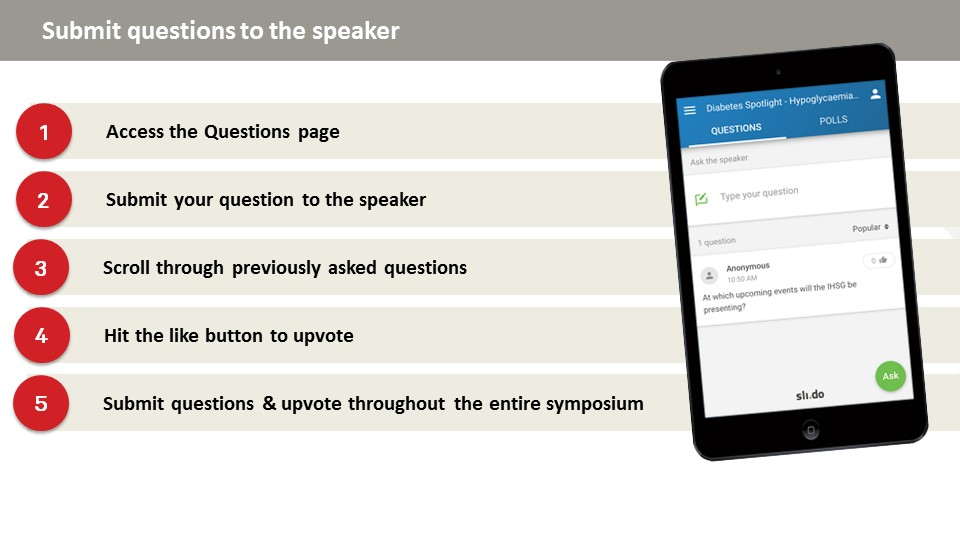 Submit questions to the speaker
1
Access the Questions page
2
Submit your question to the speaker
3
Scroll through previously asked questions
4
Hit the like button to upvote
5
Submit questions & upvote throughout the entire symposium
Diabetes Spotlight - Hypoglycaemia...
QUESTIONS
POLLS
Ask the speaker
Type your question
1 question
Popular
Anonymous
10:50 AM
0
At which upcoming events will the IHSG be
presenting?
Ask
sli.do